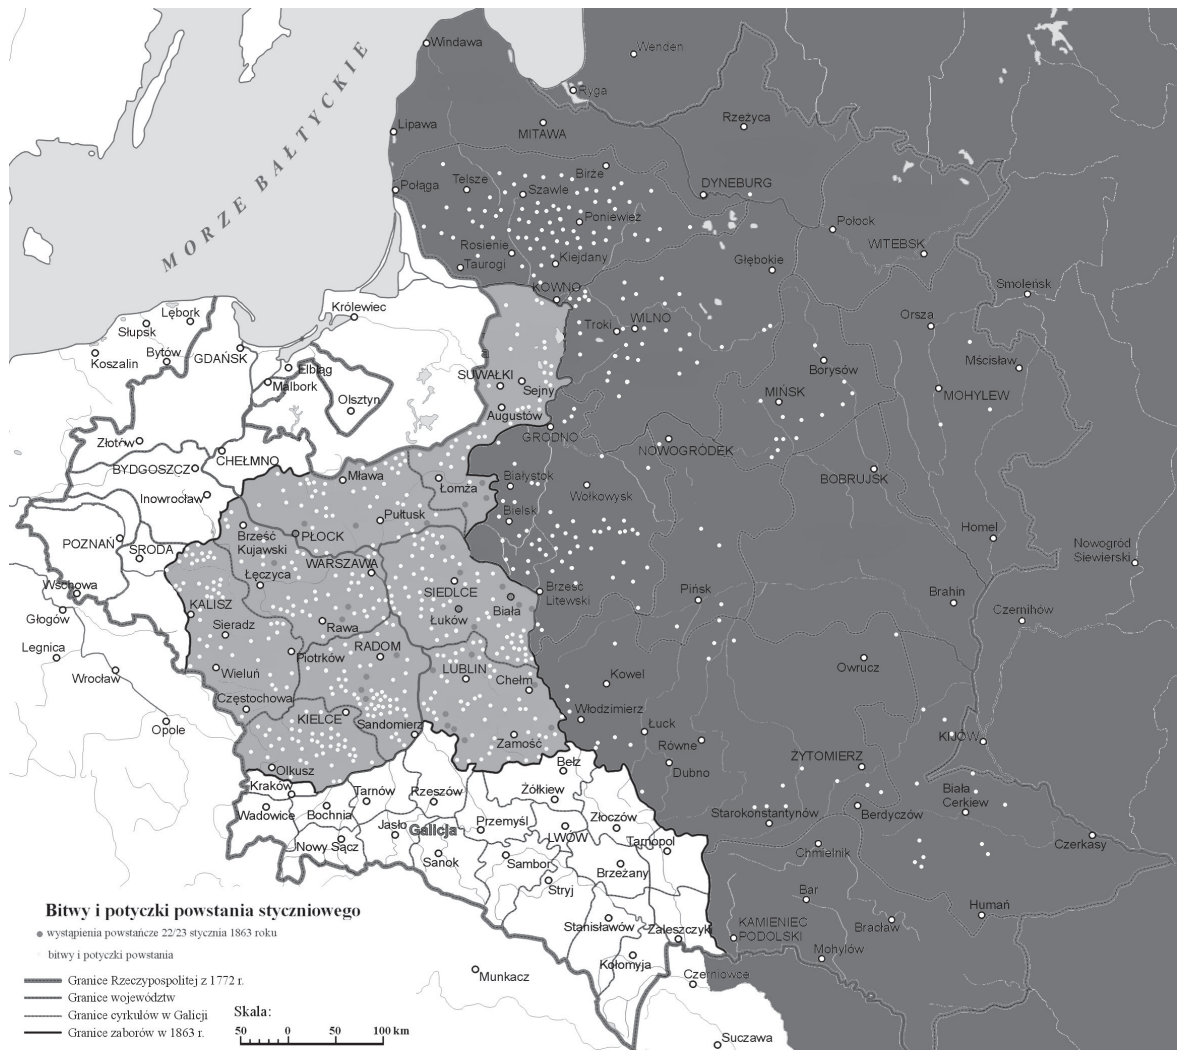 Windawa
Wenden
Ryga
Lipawa
MITAWA
Rzeżyca
Birże
Połąga
Telsze
Szawle
DYNEBURG
Poniewież
Połock
WITEBSK
Rosienie
Kiejdany
Taurogi
Głębokie
MORZE BAŁTYCKIE
KOWNO
Smoleńsk
Królewiec
Lębork
Słupsk
Troki
WILNO
Orsza
Bytów
GDAŃSK
Koszalin
Elbląg
Mścisław
Borysów
Malbork
SUWAŁKI
Sejny
MIŃSK
MOHYLEW
Olsztyn
Augustów
GRODNO
Złotów
NOWOGRÓDEK
CHEŁMNO
BYDGOSZCZ
Mława
Białystok
BOBRUJSK
Łomża
Wołkowysk
Inowrocław
Pułtusk
Bielsk
Homel
Brześć
Kujawski
PŁOCK
POZNAŃ
ŚRODA
Nowogród
Siewierski
WARSZAWA
Łęczyca
Wschowa
SIEDLCE
Brześć
Litewski
Pińsk
Brahin
KALISZ
Biała
Czernihów
Głogów
Sieradz
Rawa
Łuków
Legnica
Piotrków
RADOM
Owrucz
Wrocław
Wieluń
LUBLIN
Chełm
Kowel
Częstochowa
KIELCE
Sandomierz
Włodzimierz
Łuck
Opole
Zamość
Równe
KIJÓW
Olkusz
Bełz
Dubno
ŻYTOMIERZ
Kraków
Tarnów
Rzeszów
Żółkiew
Biała
Cerkiew
Wadowice
Bochnia
Starokonstantynów
Berdyczów
Jasło
Galicja
Przemyśl
Złoczów
LWÓW
Tarnopol
Nowy Sącz
Chmielnik
Czerkasy
Sanok
Sambor
Brzeżany
Stryj
Bar
Humań
Stanisławów
Zaleszczyki
KAMIENIEC
PODOLSKI
Bracław
Mohylów
Kołomyja
Munkacz
Czerniowce
Suczawa
Bitwy i potyczki powstania styczniowego
wystąpienia powstańcze 22/23 stycznia 1863 roku
bitwy i potyczki powstania
Granice Rzeczypospolitej z 1772 r.
Granice województw
Granice cyrkułów w Galicji
Granice zaborów w 1863 r.
Skala:
50 0 50 100 km